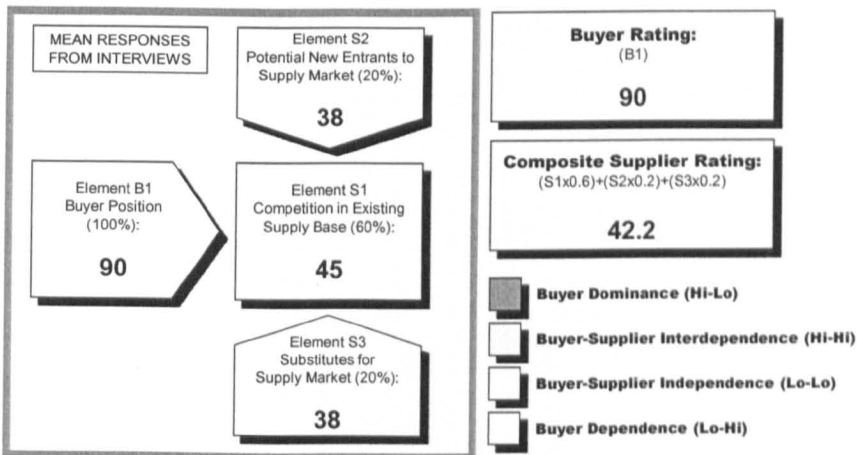 MEAN RESPONSES
FROM INTERVIEWS
Element S2
Potential New Entrants to
Supply Market (20%):
38
Element B1
Buyer Position
(100%):
90
Element S1
Competition in Existing
Supply Base (60%):
45
Element S3
Substitutes for
Supply Market (20%):
38
Buyer Rating:
(B1)
90
Composite Supplier Rating:
(S1x0.6)+(S2x0.2)+(S3x0.2)
42.2
Buyer Dominance (Hi-Lo)
Buyer-Supplier Interdependence (Hi-Hi)
Buyer-Supplier Independence (Lo-Lo)
Buyer Dependence (Lo-Hi)